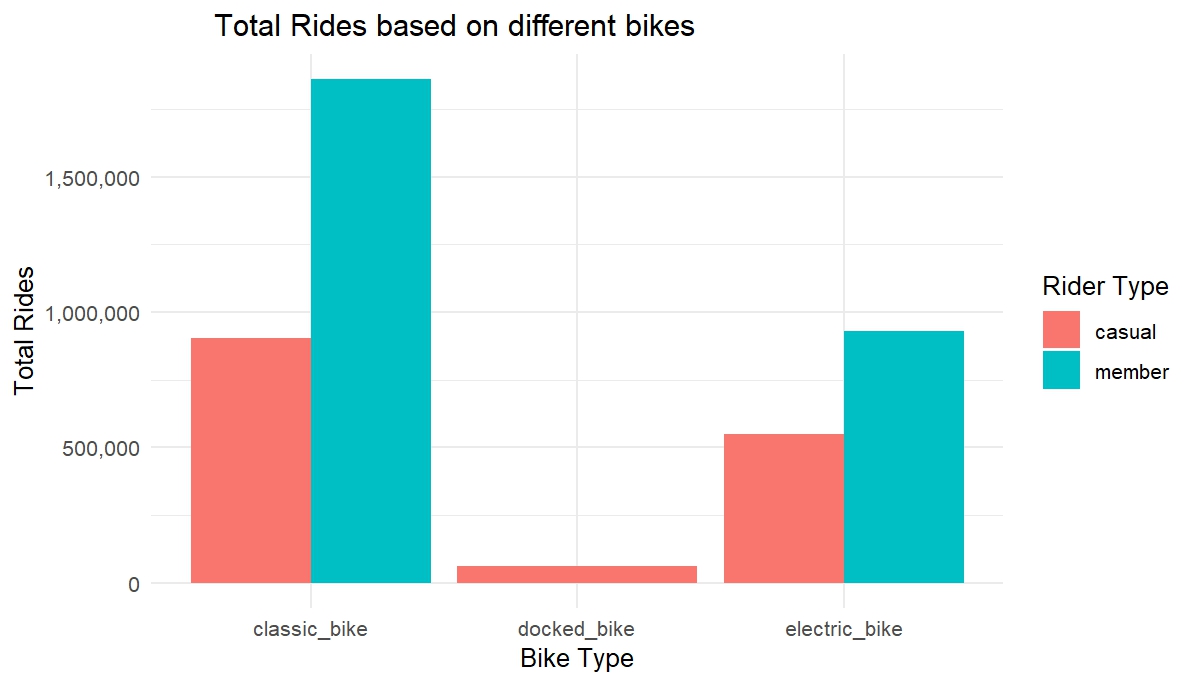 Total Rides based on different bikes
Total Rides
1,500,000
1,000,000
500,000
0
classic_bike
docked_bike
electric_bike
Bike Type
Rider Type
casual
member